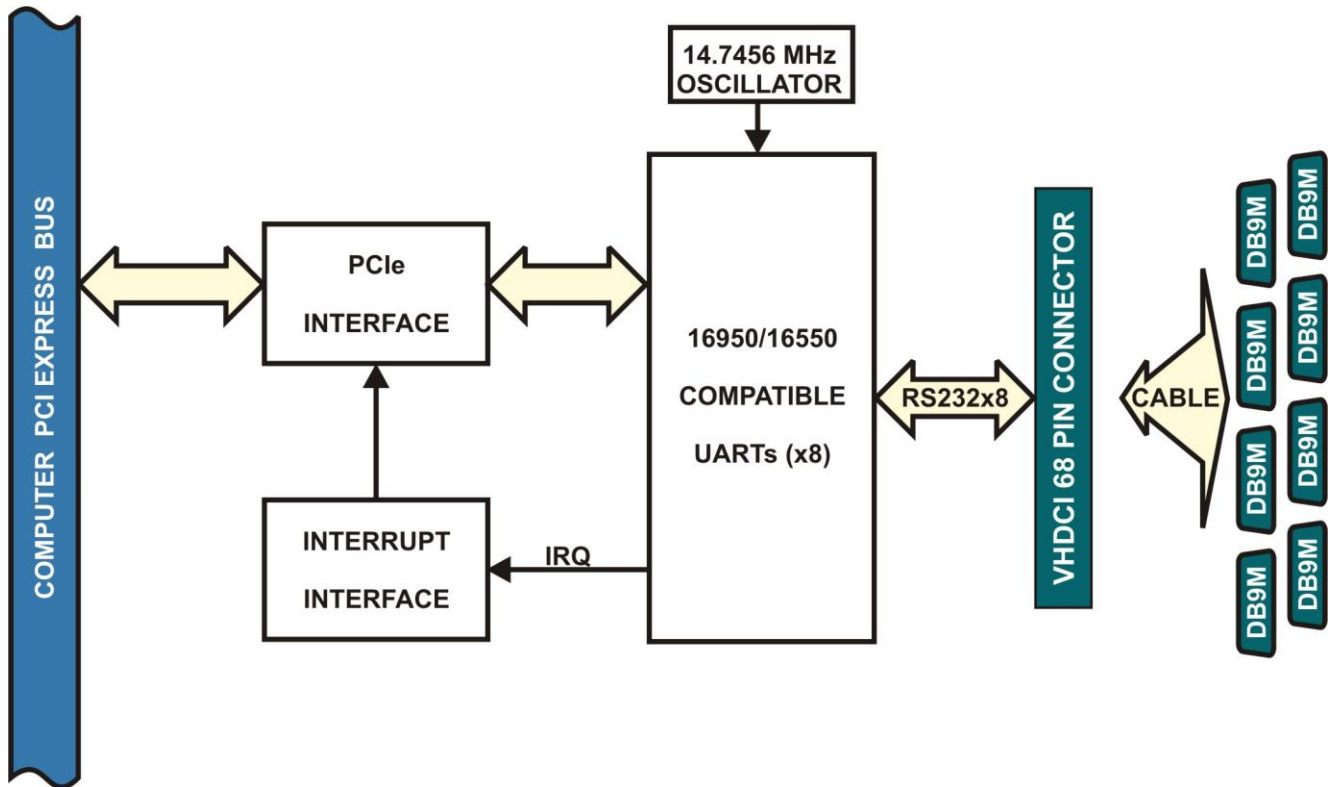 COMPUTER PCI EXPRESS BUS
PCIe
INTERFACE
INTERRUPT
INTERFACE
IRQ
14.7456 MHz
OSCILLATOR
16950/16550
COMPATIBLE
UARTs (x8)
RS232x8
VHDCI 68 PIN CONNECTOR
CABLE
DB9M
DB9M
DB9M
DB9M
DB9M
DB9M
DB9M
DB9M